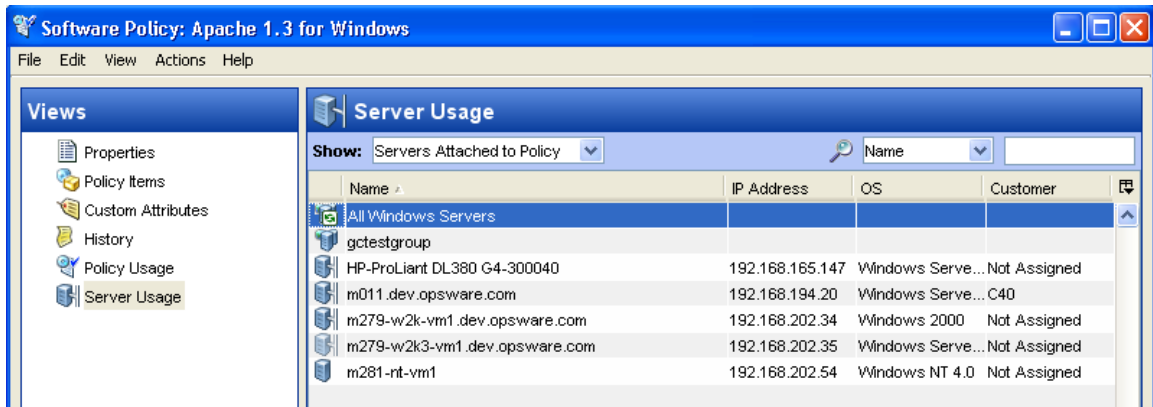 Software Policy: Apache 1.3 for Windows
File Edit View Actions Help
Views
Properties
Policy Items
Custom Attributes
History
Policy Usage
Server Usage
Server Usage
Show: Servers Attached to Policy Name
Name IP Address OS Customer
All Windows Servers
gctestgroup
HP-ProLiant DL380 G4-300040 192.168.165.147 Windows Serve... Not Assigned
m011.dev.opsware.com 192.168.194.20 Windows Serve... C40
m279-w2k-vm1.dev.opsware.com 192.168.202.34 Windows 2000 Not Assigned
m279-w2k3-vm1.dev.opsware.com 192.168.202.35 Windows Serve... Not Assigned
m281-nt-vm1 192.168.202.54 Windows NT 4.0 Not Assigned